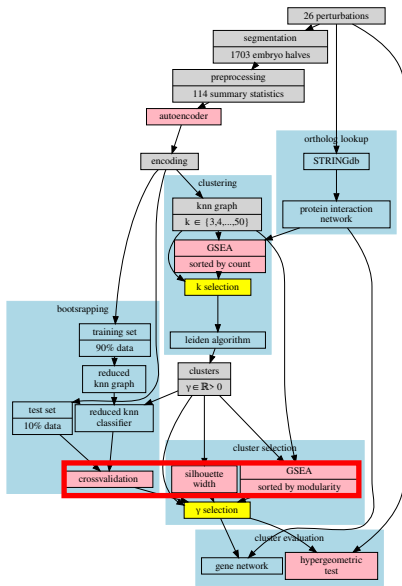 26 perturbations
segmentation
1703 embryo halves
preprocessing
114 summary statistics
autoencoder
ortholog lookup
encoding
STRINGdb
clustering
knn graph
k ∈ {3,4,...,50}
protein interaction
network
GSEA
sorted by count
k selection
bootsrapping
training set
90% data
leiden algorithm
reduced
knn graph
clusters
γ ∈ ℝ > 0
test set
10% data
reduced knn
classifier
cluster selection
crossvalidation
silhouette
width
GSEA
sorted by modularity
γ selection
cluster evaluation
gene network
hypergeometric
test